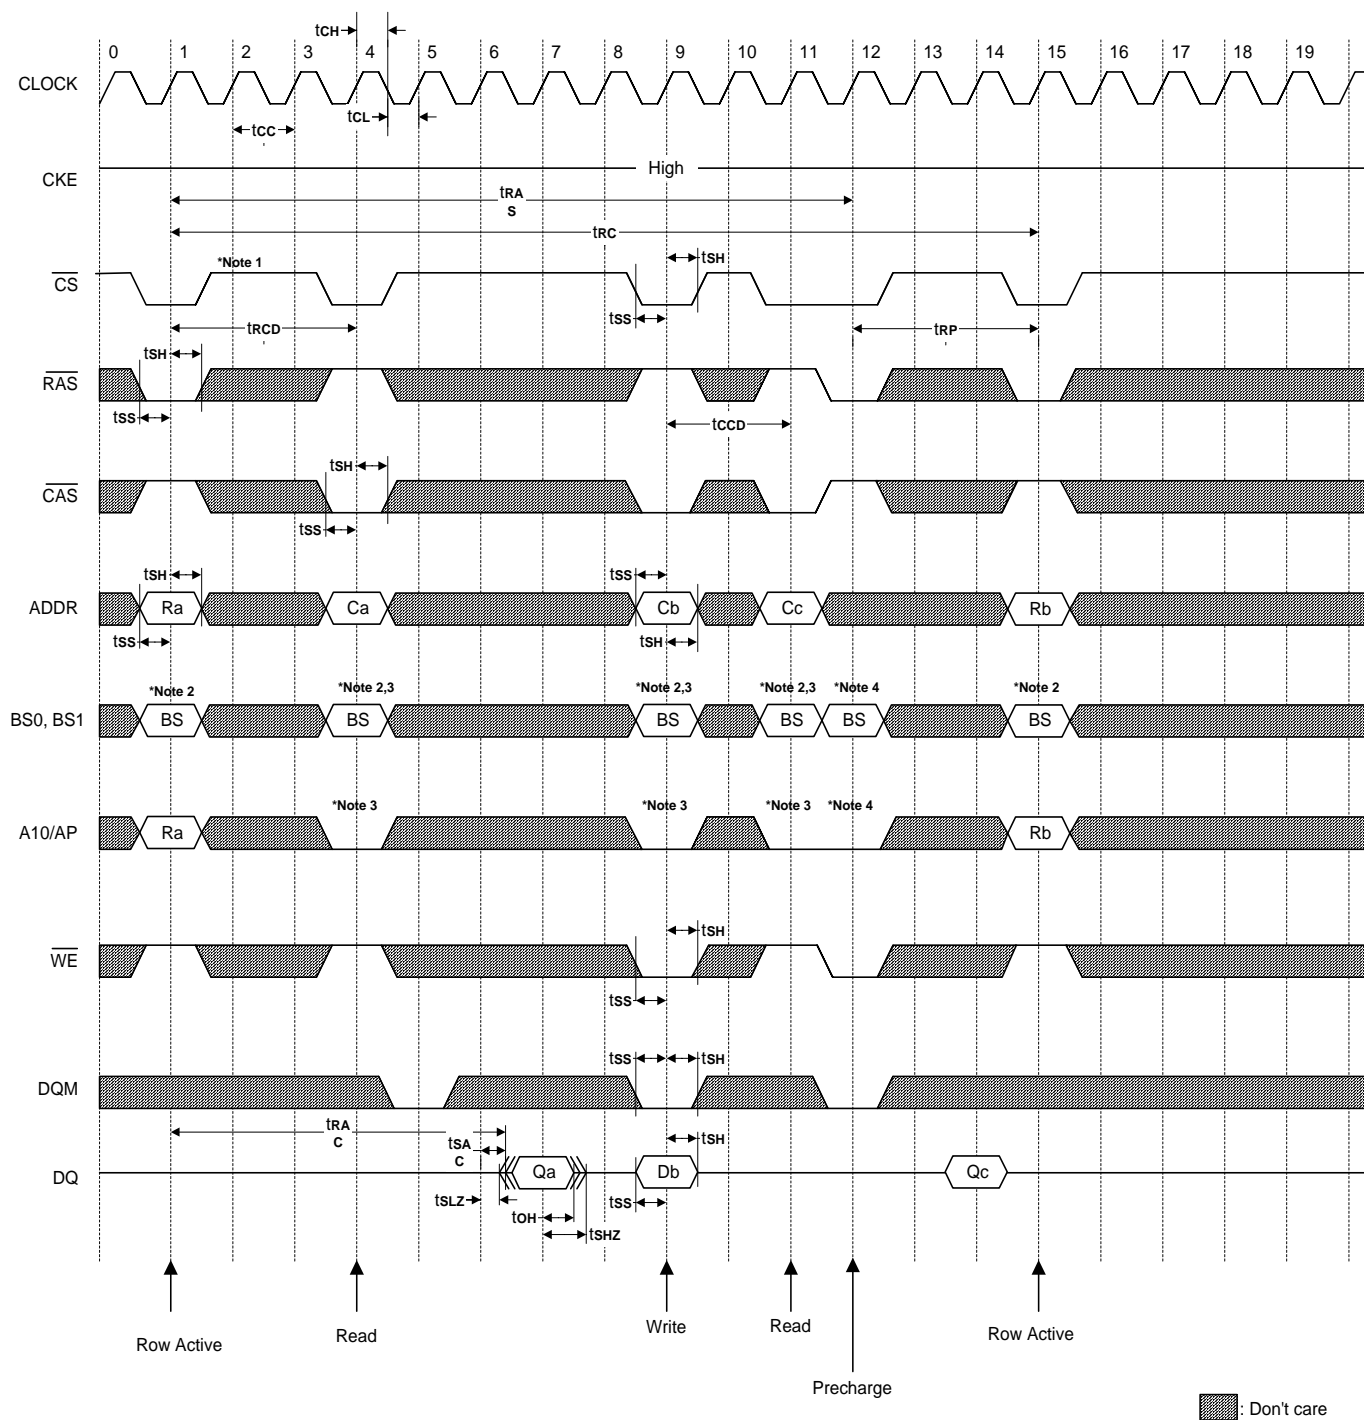 tCH
0 1 2 3 4 5 6 7 8 9 10 11 12 13 14 15 16 17 18 19
CLOCK
tCL
tCC
CKE
High
tRA
S
tRC
*Note 1
tSH
CS
tSS
tRCD
tRP
tSH
RAS
tSS
tCCD
tSH
CAS
tSS
tSH
tSS
ADDR
Ra
Ca
Cb
Cc
Rb
tSS
tSH
*Note 2
*Note 2,3
*Note 2,3
*Note 2,3
*Note 4
*Note 2
BS0, BS1
BS
BS
BS
BS
BS
BS
*Note 3
*Note 3
*Note 3
*Note 4
A10/AP
Ra
Rb
tSH
WE
tSS
tSS
tSH
DQM
tRA
C
tSA
C
tSH
DQ
Qa
Db
Qc
tSLZ
tSS
tOH
tSHZ
Row Active
Read
Write
Read
Row Active
Precharge
: Don't care